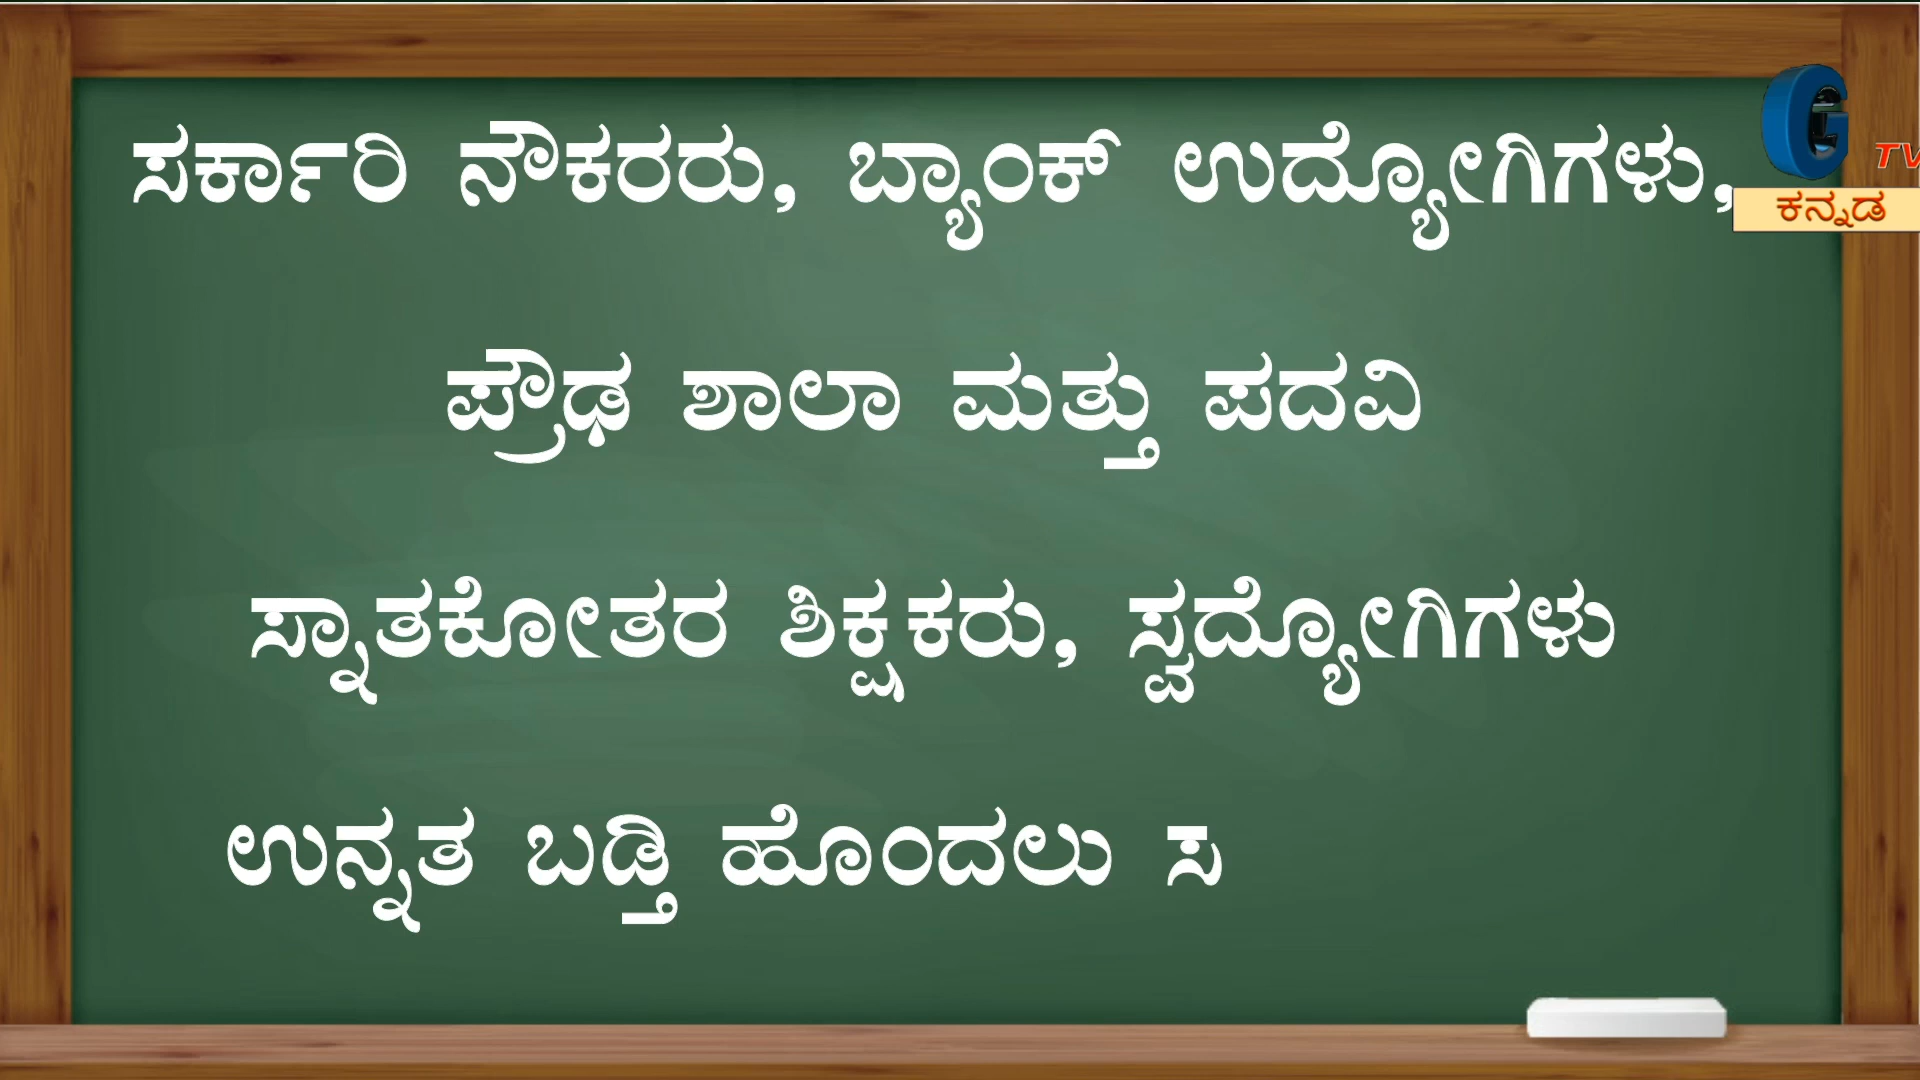 ಸರ್ಕಾರಿ ನೌಕರರು, ಬ್ಯಾಂಕ್ ಉದ್ಯೋಗಿಗಳು,
G TV
ಕನ್ನಡ
ಪ್ರೌಢ ಶಾಲಾ ಮತ್ತು ಪದವಿ
ಸ್ನಾತಕೋತರ ಶಿಕ್ಷಕರು, ಸ್ವದ್ಯೋಗಿಗಳು
ಉನ್ನತ ಬಡ್ತಿ ಹೊಂದಲು ಸ